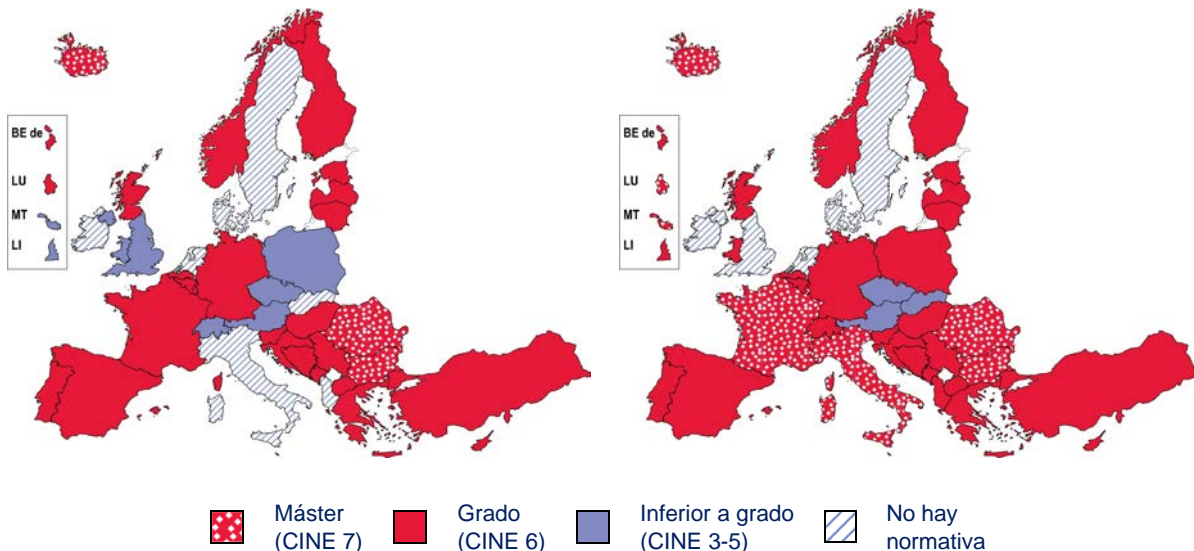 BE de
LU
MT
LI
BE de
LU
MT
LI
Máster
(CINE 7)
Grado
(CINE 6)
Inferior a grado
(CINE 3-5)
No hay
normativa